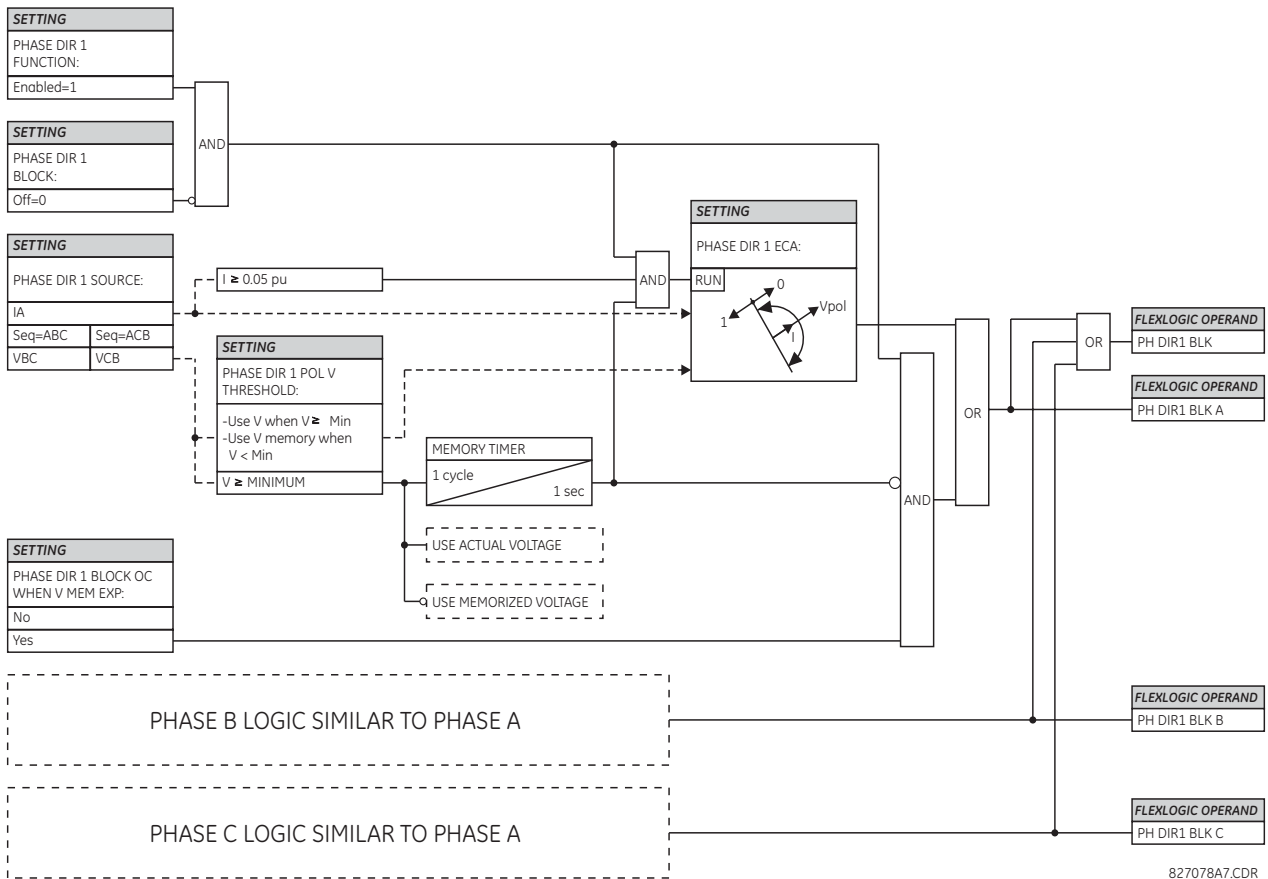 SETTING
PHASE DIR 1
FUNCTION:
Enabled=1
SETTING
PHASE DIR 1
BLOCK:
Off=0
AND
SETTING
PHASE DIR 1 SOURCE:
IA
Seq=ABC Seq=ACB
VBC VCB
I ≥ 0.05 pu
SETTING
PHASE DIR 1 POL V
THRESHOLD:
-Use V when V ≥ Min
-Use V memory when
V < Min
V ≥ MINIMUM
MEMORY TIMER
1 cycle
1 sec
USE ACTUAL VOLTAGE
USE MEMORIZED VOLTAGE
AND
SETTING
PHASE DIR 1 ECA:
RUN
0
1
Vpol
I
SETTING
PHASE DIR 1 BLOCK OC
WHEN V MEM EXP:
No
Yes
AND
OR
OR
FLEXLOGIC OPERAND
PH DIR1 BLK
FLEXLOGIC OPERAND
PH DIR1 BLK A
PHASE B LOGIC SIMILAR TO PHASE A
FLEXLOGIC OPERAND
PH DIR1 BLK B
PHASE C LOGIC SIMILAR TO PHASE A
FLEXLOGIC OPERAND
PH DIR1 BLK C
827078A7.CDR